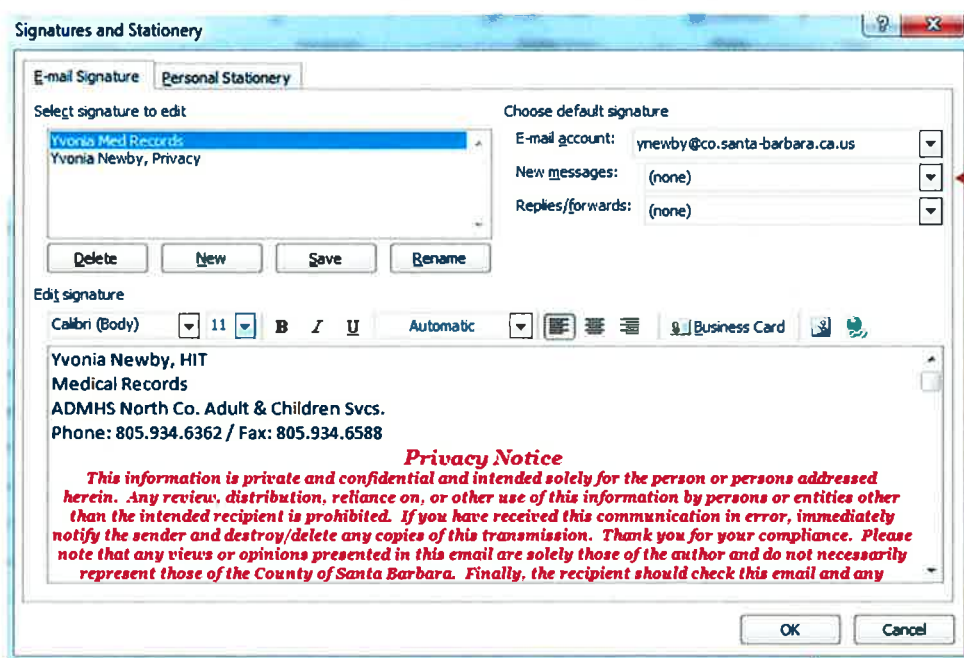 Signatures and Stationery
E-mail Signature Personal Stationery
Select signature to edit
Choose default signature
Yvonia Med Records
Yvonia Newby, Privacy
E-mail account: ynewby@co.santa-barbara.ca.us
New messages: (none)
Replies/forwards: (none)
Delete New Save Rename
Edit signature
Calibri (Body) 11 B I U Automatic Business Card
Yvonia Newby, HIT
Medical Records
ADMHS North Co. Adult & Children Svcs.
Phone: 805.934.6362 / Fax: 805.934.6588
Privacy Notice
This information is private and confidential and intended solely for the person or persons addressed
herein. Any review, distribution, reliance on, or other use of this information by persons or entities other
than the intended recipient is prohibited. If you have received this communication in error, immediately
notify the sender and destroy/delete any copies of this transmission. Thank you for your compliance. Please
note that any views or opinions presented in this email are solely those of the author and do not necessarily
represent those of the County of Santa Barbara. Finally, the recipient should check this email and any
OK Cancel